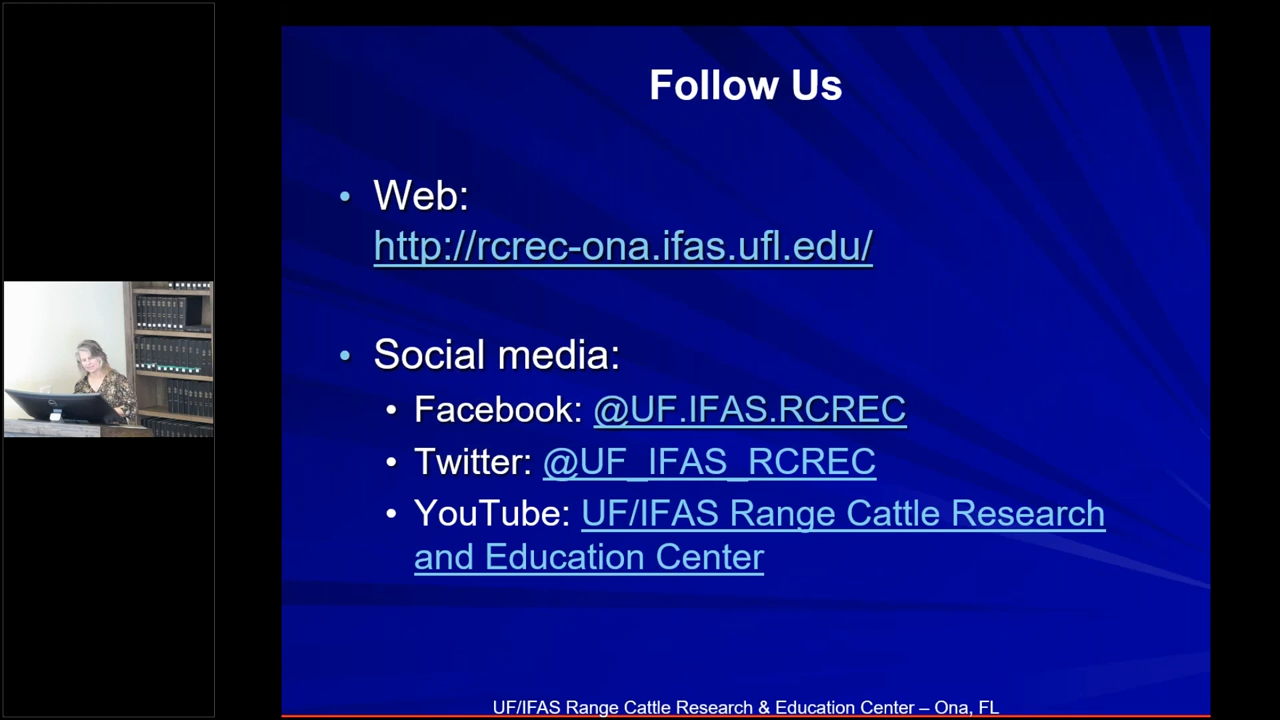 Follow Us
• Web:
http://rcrec-ona.ifas.ufl.edu/
• Social media:
• Facebook: @UF.IFAS.RCREC
• Twitter: @UF_IFAS_RCREC
• YouTube: UF/IFAS Range Cattle Research
and Education Center
UF/IFAS Range Cattle Research & Education Center – Ona, FL